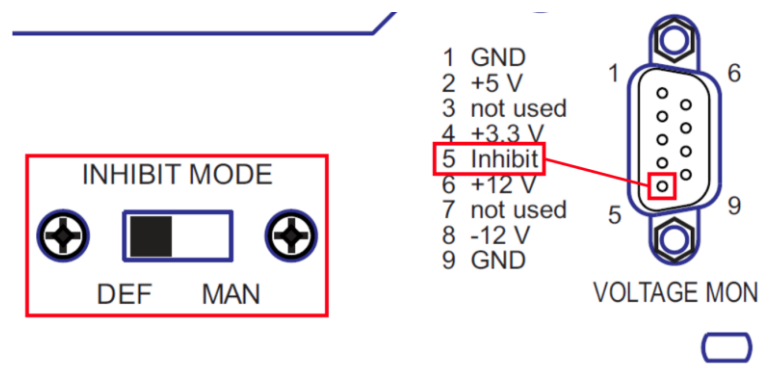 INHIBIT MODE
DEF MAN
1 GND
2 +5 V
3 not used
4 +3.3 V
5 Inhibit
6 +12 V
7 not used
8 -12 V
9 GND
1 6
5 9
VOLTAGE MON